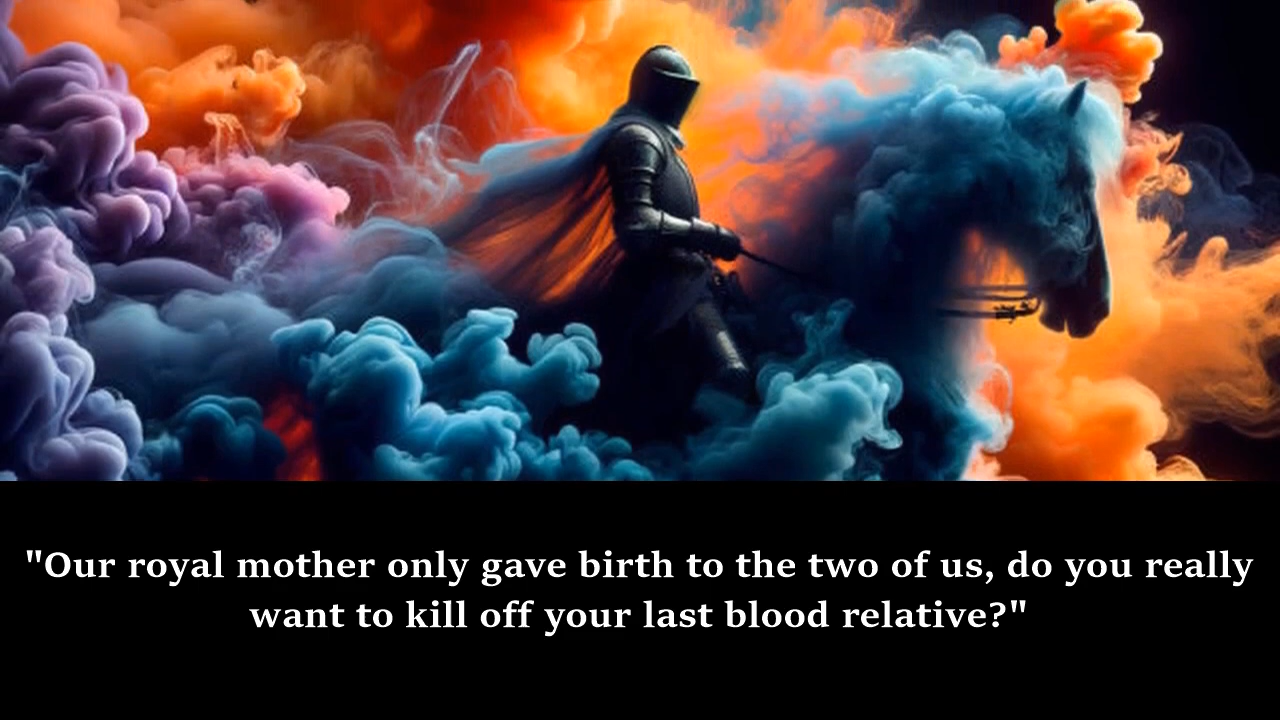 "Our royal mother only gave birth to the two of us, do you really
want to kill off your last blood relative?"